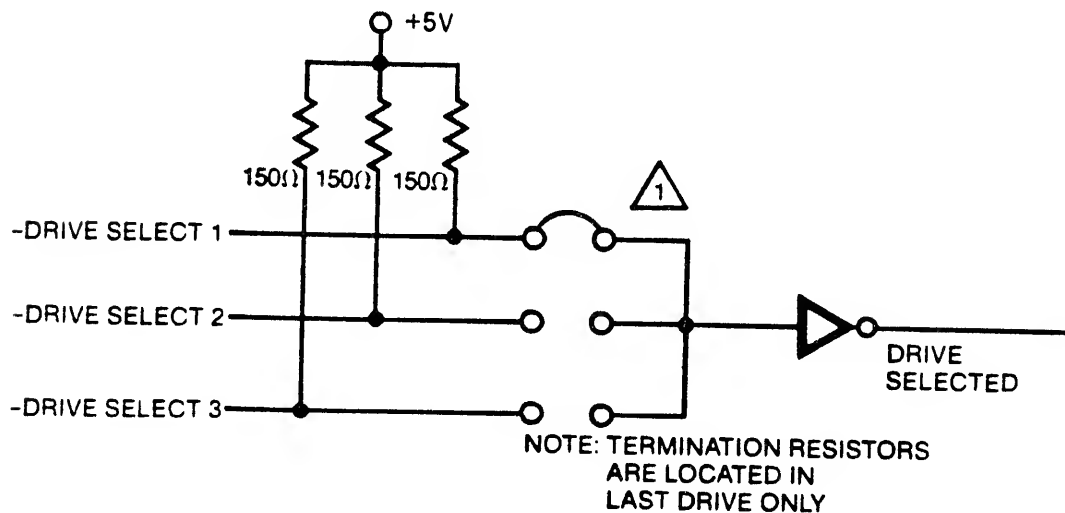 +5V
150Ω 150Ω 150Ω
1
-DRIVE SELECT 1
-DRIVE SELECT 2
-DRIVE SELECT 3
DRIVE
SELECTED
NOTE: TERMINATION RESISTORS
ARE LOCATED IN
LAST DRIVE ONLY